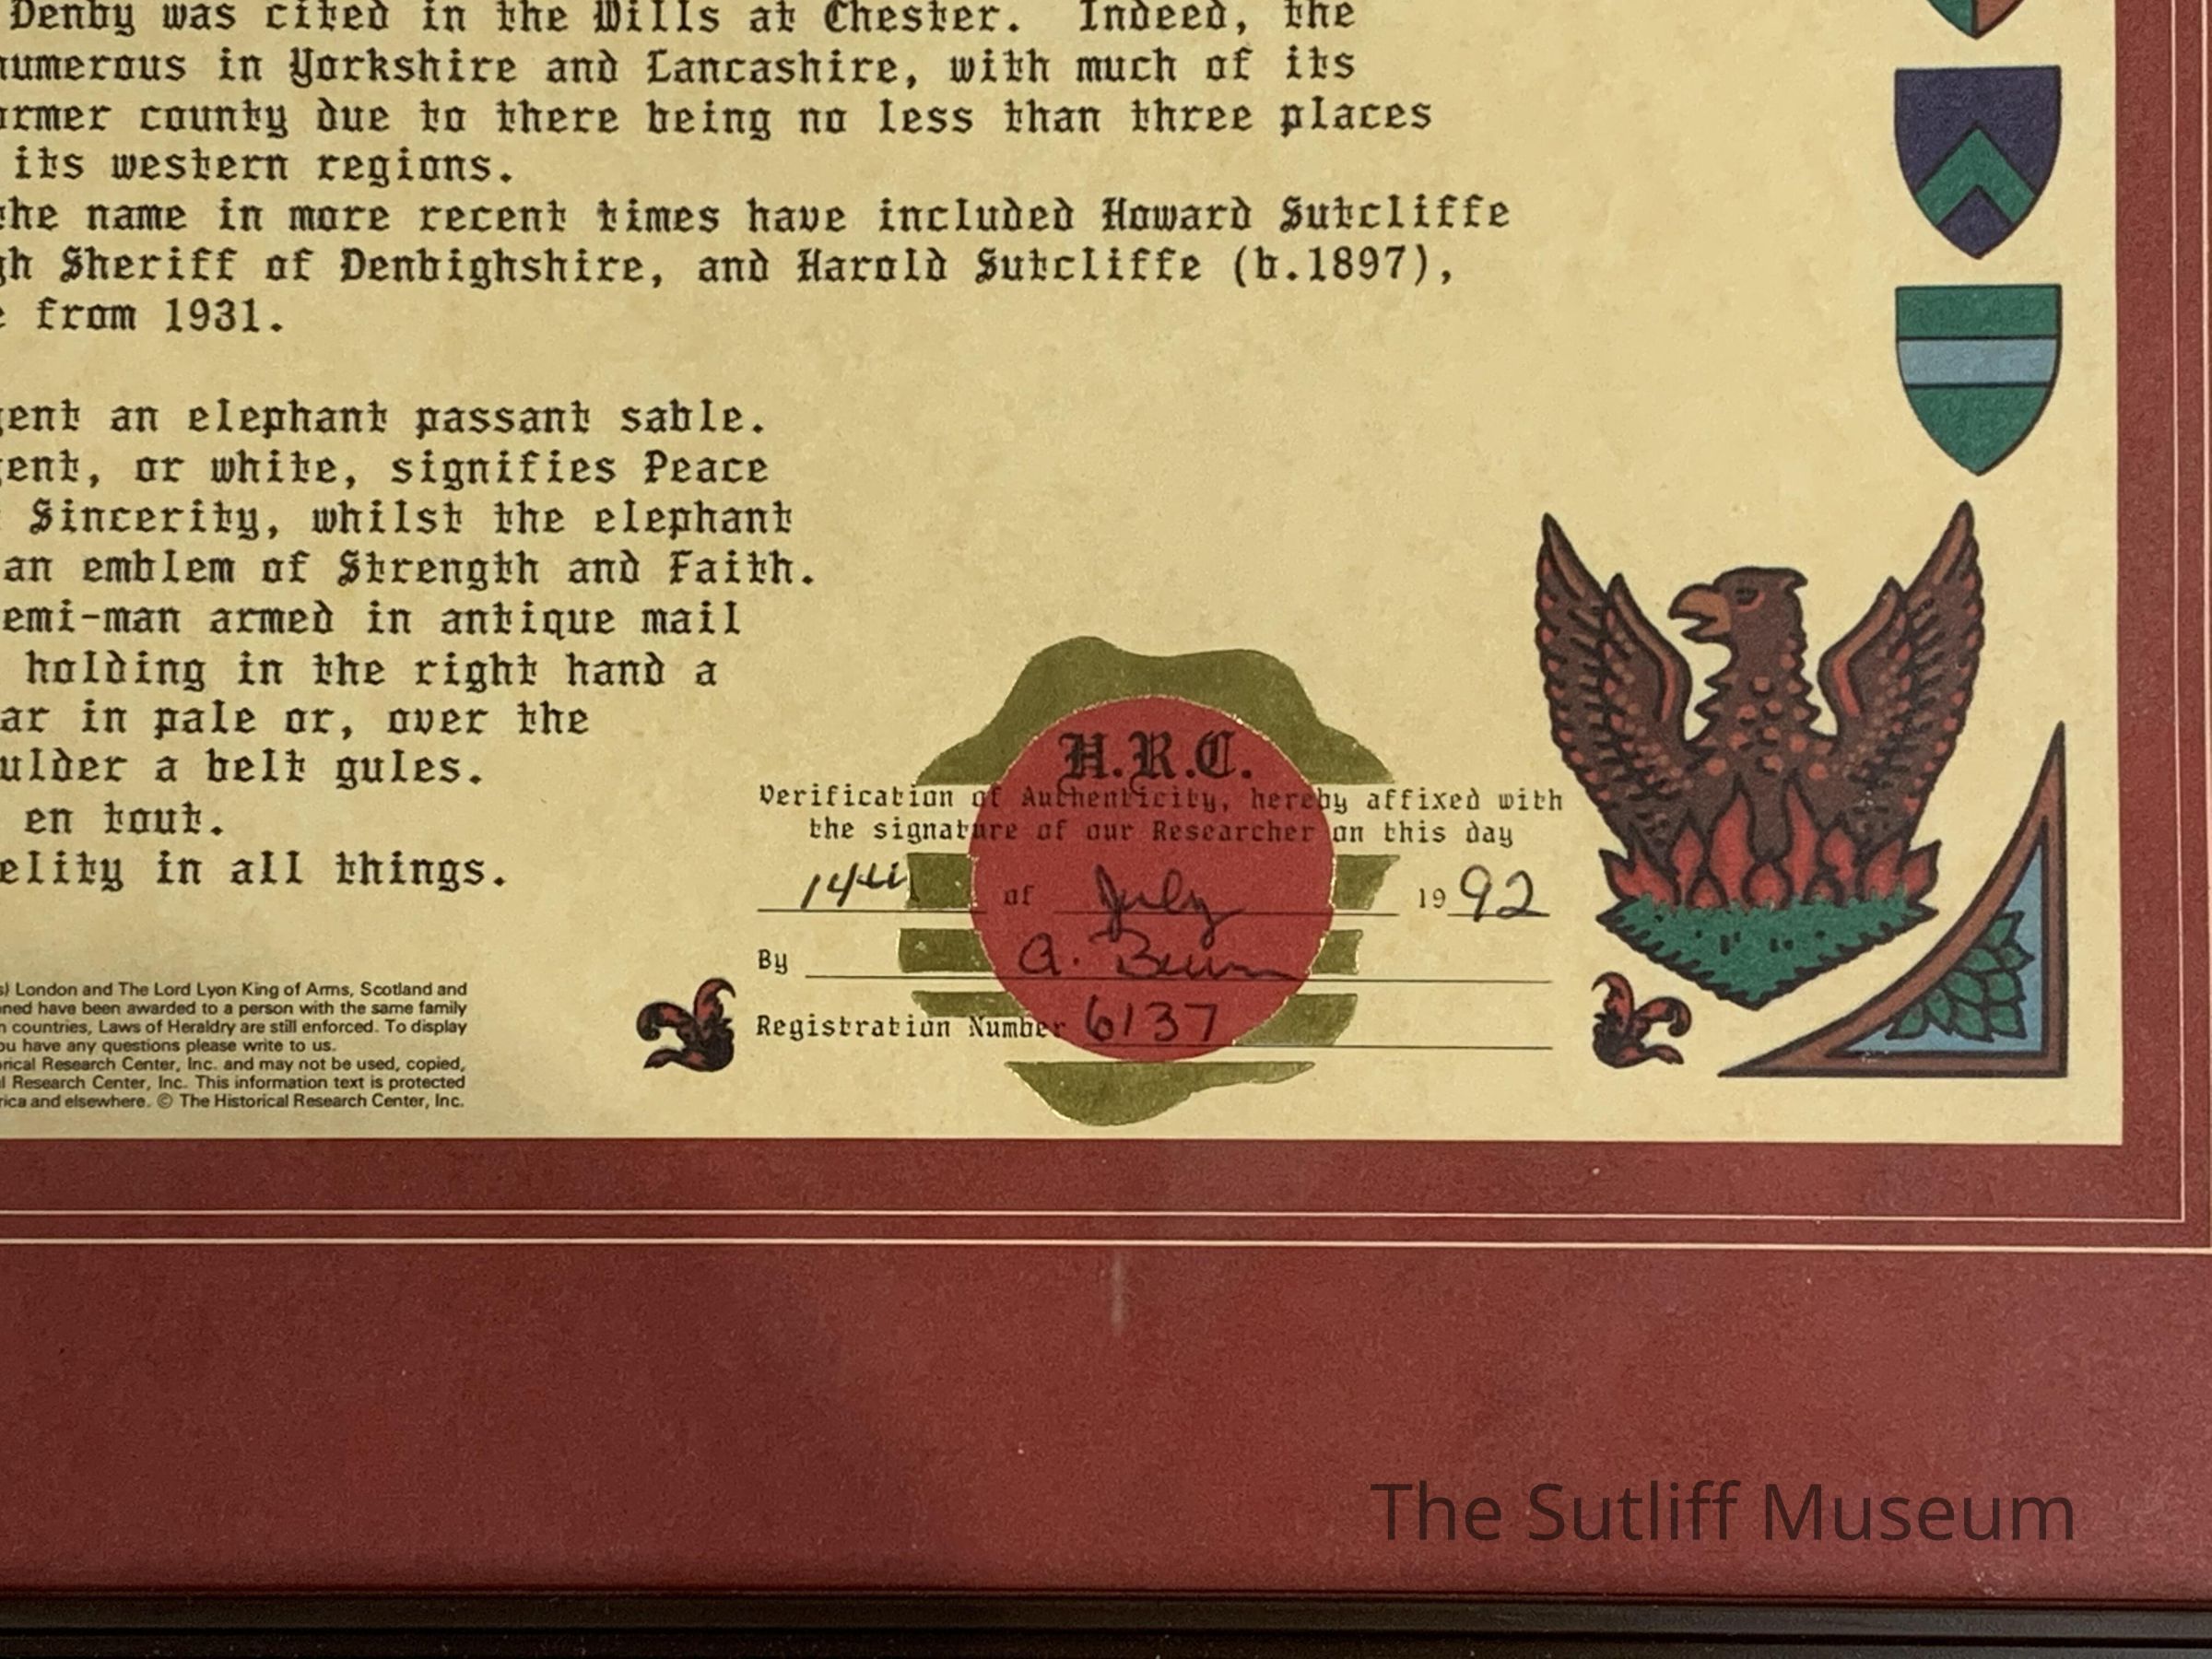 Denby was cited in the Wills at Chester. Indeed, the
numerous in Yorkshire and Lancashire, with much of its
ormer county due to there being no less than three places
its western regions.
the name in more recent times have included Howard Sutcliffe
gh Sheriff of Denbighshire, and Harold Sutcliffe (b.1897),
e from 1931.
gent an elephant passant sable.
gent, or white, signifies Peace
Sincerity, whilst the elephant
an emblem of Strength and Faith.
emi-man armed in antique mail
holding in the right hand a
ar in pale or, over the
ulder a belt gules.
en tout.
elity in all things.
H.R.C.
Verification of Authenticity, hereby affixed with
the signature of our Researcher on this day
14th of July 1992
By A.
Registration Number 6137
s) London and The Lord Lyon King of Arms, Scotland and
ned have been awarded to a person with the same family
n countries, Laws of Heraldry are still enforced. To display
ou have any questions please write to us.
orical Research Center, Inc. and may not be used, copied,
l Research Center, Inc. This information text is protected
rica and elsewhere. © The Historical Research Center, Inc.
The Sutliff Museum